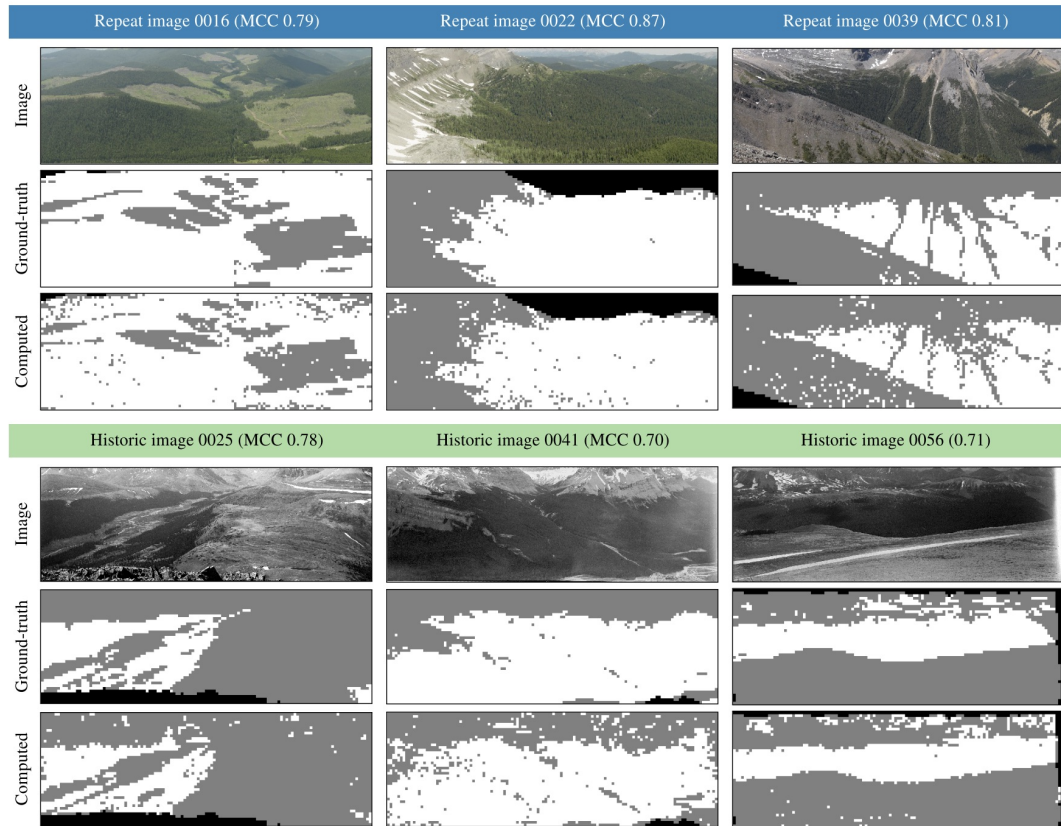 Repeat image 0016 (MCC 0.79)
Repeat image 0022 (MCC 0.87)
Repeat image 0039 (MCC 0.81)
Image
Ground-truth
Computed
Historic image 0025 (MCC 0.78)
Historic image 0041 (MCC 0.70)
Historic image 0056 (0.71)
Image
Ground-truth
Computed